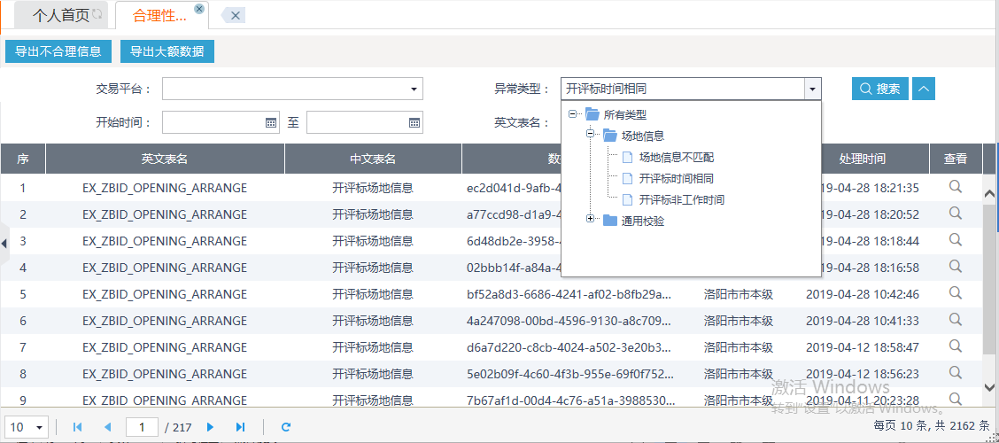 个人首页
合理性...
导出不合理信息 导出大额数据
交易平台： 异常类型： 开评标时间相同 搜索
开始时间： 至 英文表名：
所有类型
场地信息
场地信息不匹配
开评标时间相同
开评标非工作时间
通用校验
序 英文表名 中文表名 数 处理时间 查看
1 EX_ZBID_OPENING_ARRANGE 开评标场地信息 ec2d041d-9afb-4 19-04-28 18:21:35
2 EX_ZBID_OPENING_ARRANGE 开评标场地信息 a77ccd98-d1a9-4 19-04-28 18:20:52
3 EX_ZBID_OPENING_ARRANGE 开评标场地信息 6d48db2e-3958- 19-04-28 18:18:44
4 EX_ZBID_OPENING_ARRANGE 开评标场地信息 02bbb14f-a84a-4 19-04-28 18:16:58
5 EX_ZBID_OPENING_ARRANGE 开评标场地信息 bf52a8d3-6686-4241-af02-b8fb29a... 洛阳市市本级 2019-04-28 10:42:46
6 EX_ZBID_OPENING_ARRANGE 开评标场地信息 4a247098-00bd-4596-9130-a8c709... 洛阳市市本级 2019-04-28 10:41:33
7 EX_ZBID_OPENING_ARRANGE 开评标场地信息 d6a7d220-c8cb-4024-a502-3e20b3... 洛阳市市本级 2019-04-12 18:58:47
8 EX_ZBID_OPENING_ARRANGE 开评标场地信息 5e02b09f-4c60-4f3b-955e-69f0f752... 洛阳市市本级 2019-04-12 18:56:23
9 EX_ZBID_OPENING_ARRANGE 开评标场地信息 7b67af1d-00d4-4c76-a51a-3988530... 洛阳市市本级 2019-04-11 20:23:28
激活 Windows
转到"设置"以激活 Windows。
10 1 / 217 每页 10 条, 共 2162 条